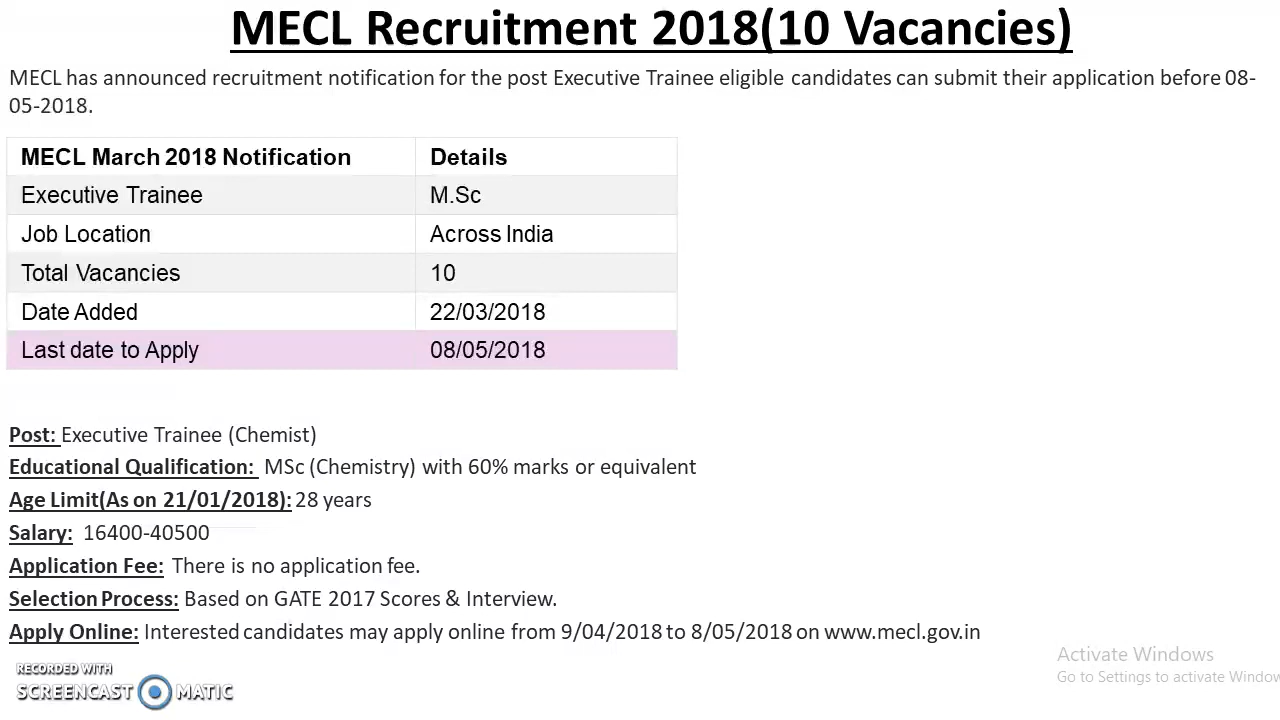 MECL Recruitment 2018(10 Vacancies)
MECL has announced recruitment notification for the post Executive Trainee eligible candidates can submit their application before 08-
05-2018.
MECL March 2018 Notification Details
Executive Trainee M.Sc
Job Location Across India
Total Vacancies 10
Date Added 22/03/2018
Last date to Apply 08/05/2018
Post: Executive Trainee (Chemist)
Educational Qualification: MSc (Chemistry) with 60% marks or equivalent
Age Limit(As on 21/01/2018): 28 years
Salary: 16400-40500
Application Fee: There is no application fee.
Selection Process: Based on GATE 2017 Scores & Interview.
Apply Online: Interested candidates may apply online from 9/04/2018 to 8/05/2018 on www.mecl.gov.in
Activate Windows
Go to Settings to activate Window
RECORDED WITH
SCREENCAST MATIC